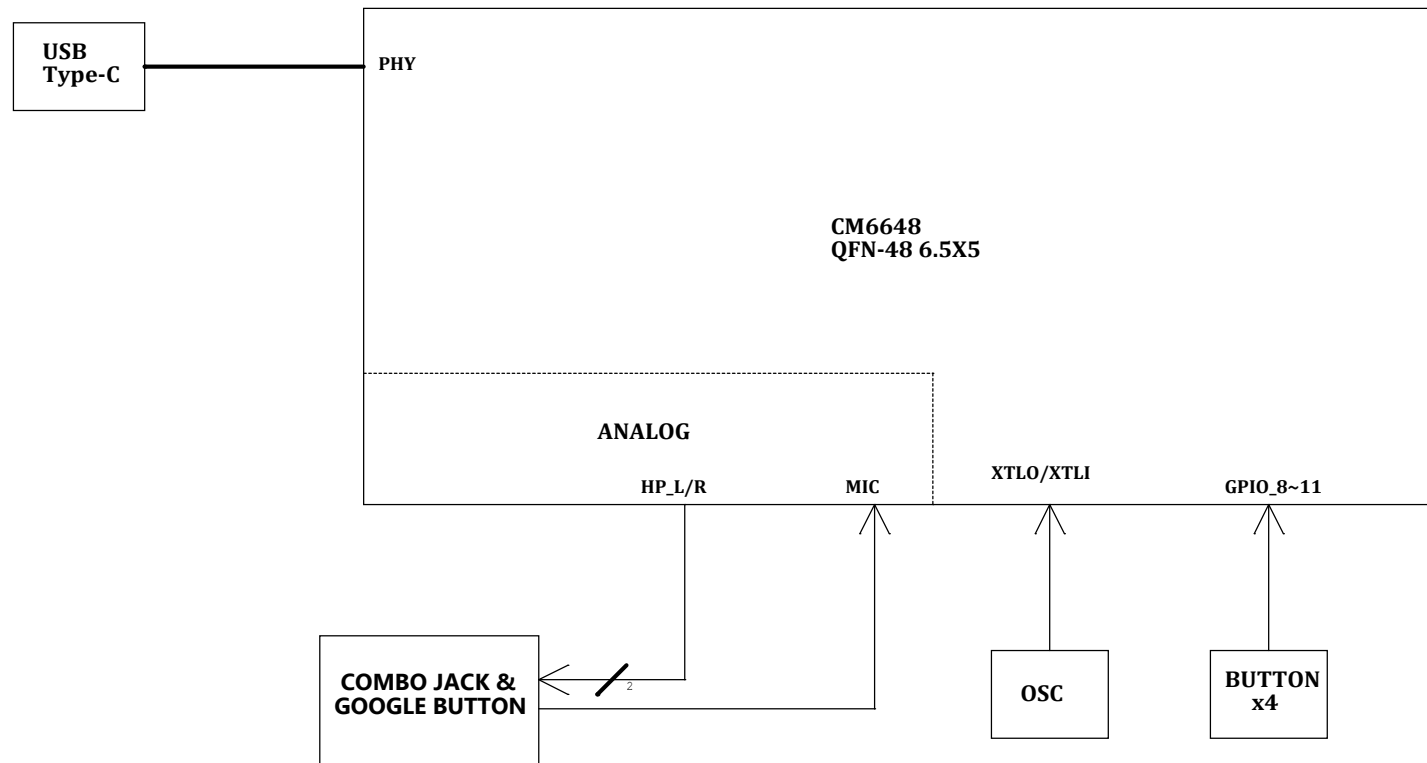 USB
Type-C
PHY
CM6648
QFN-48 6.5X5
ANALOG
HP_L/R
MIC
XTLO/XTLI
GPIO_8~11
2
COMBO JACK &
GOOGLE BUTTON
OSC
BUTTON
x4